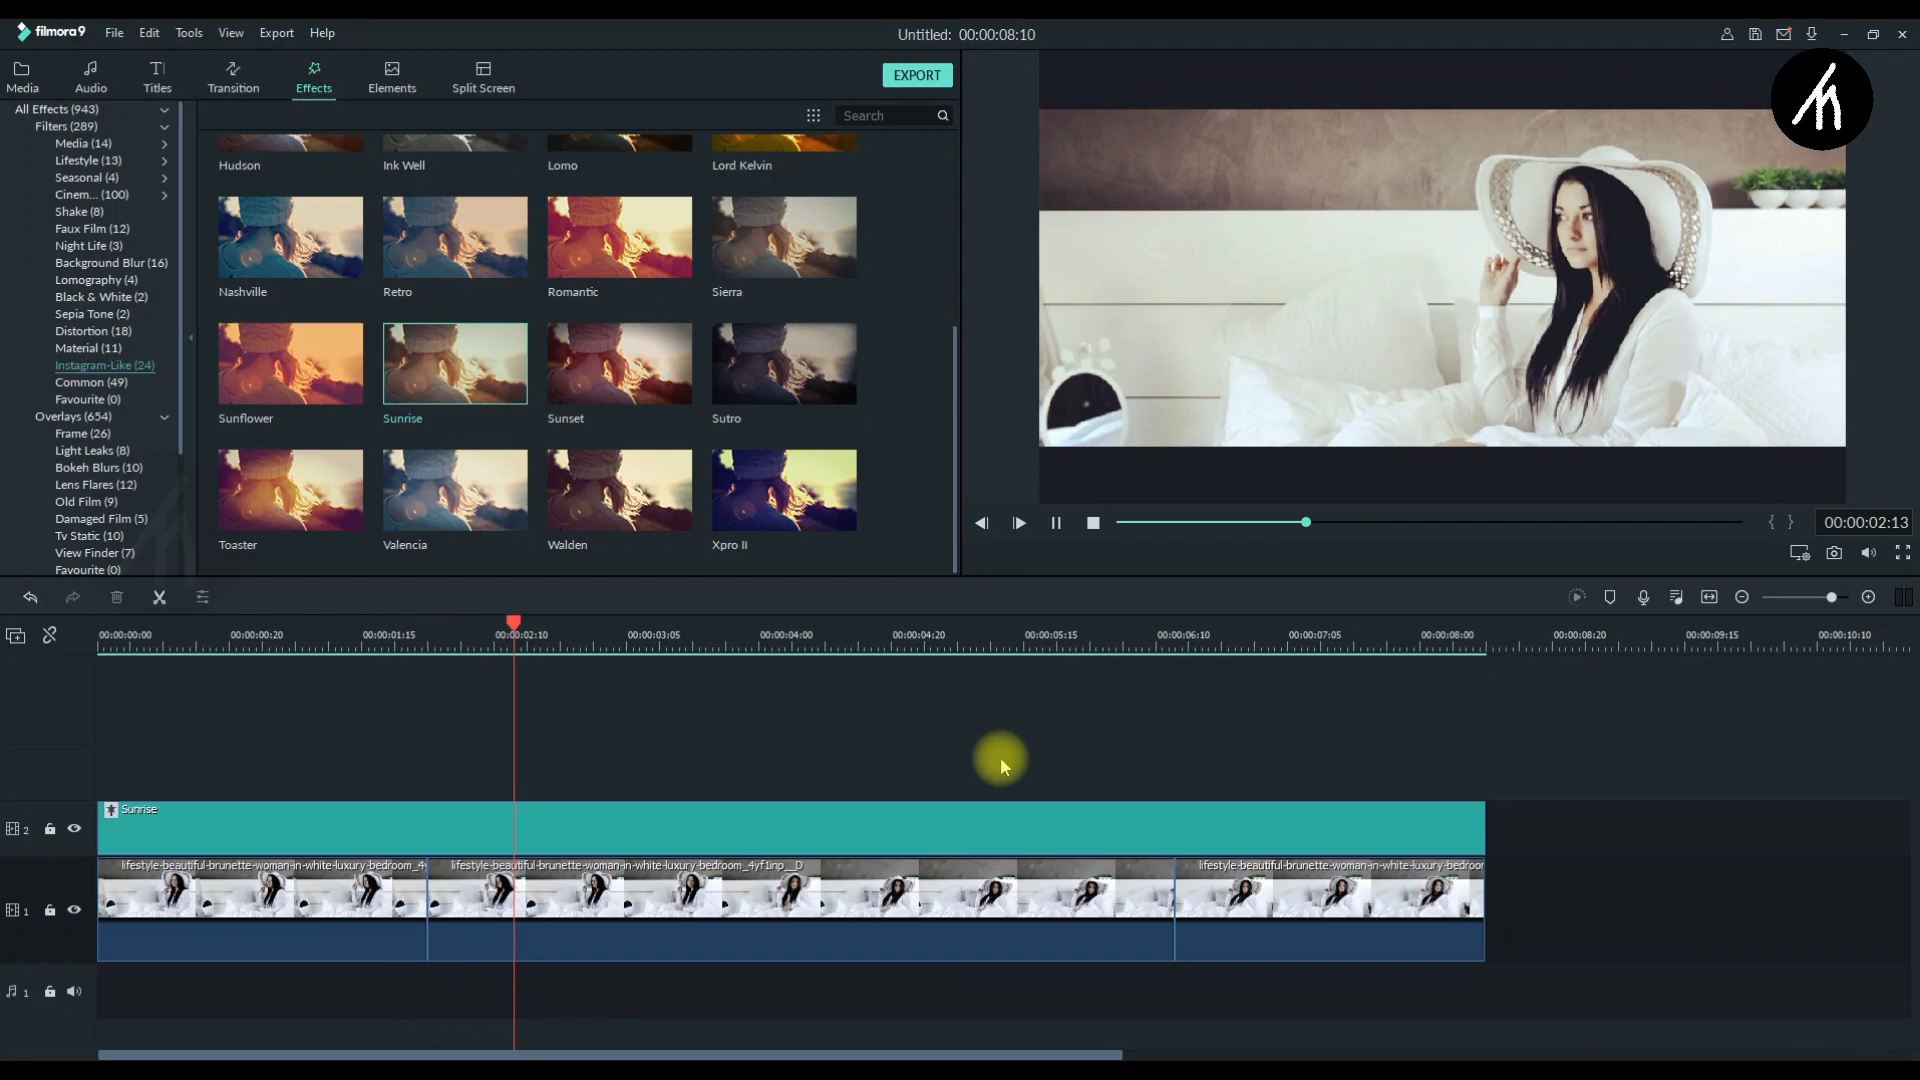 filmora9 File Edit Tools View Export Help Untitled: 00:00:08:10
Media Audio Titles Transition Effects Elements Split Screen EXPORT
Search
All Effects (943)
Filters (289)
Media (14)
Lifestyle (13)
Seasonal (4)
Cinem... (100)
Shake (8)
Faux Film (12)
Night Life (3)
Background Blur (16)
Lomography (4)
Black & White (2)
Sepia Tone (2)
Distortion (18)
Material (11)
Instagram-Like (24)
Common (49)
Favourite (0)
Overlays (654)
Frame (26)
Light Leaks (8)
Bokeh Blurs (10)
Lens Flares (12)
Old Film (9)
Damaged Film (5)
Tv Static (10)
View Finder (7)
Favourite (0)
Hudson Ink Well Lomo Lord Kelvin
Nashville Retro Romantic Sierra
Sunflower Sunrise Sunset Sutro
Toaster Valencia Walden Xpro II
{ } 00:00:02:13
00:00:00:00 00:00:00:20 00:00:01:15 00:00:02:10 00:00:03:05 00:00:04:00 00:00:04:20 00:00:05:15 00:00:06:10 00:00:07:05 00:00:08:00 00:00:08:20 00:00:09:15 00:00:10:10
Sunrise
2
lifestyle-beautiful-brunette-woman-in-white-luxury-bedroom_4y lifestyle-beautiful-brunette-woman-in-white-luxury-bedroom_4yf1inp__D lifestyle-beautiful-brunette-woman-in-white-luxury-bedroor
1
1